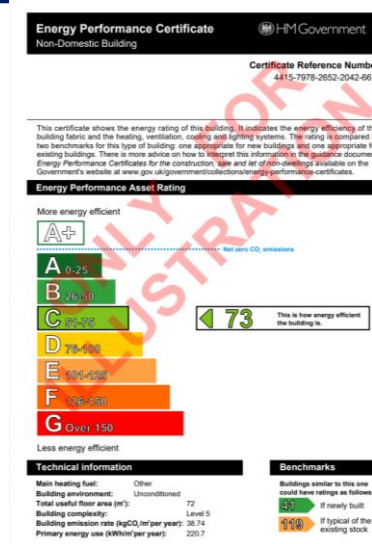 Energy Performance Certificate
HM Government
Non-Domestic Building
Certificate Reference Numb
4415-7978-2652-2042-66
This certificate shows the energy rating of this building. It indicates the energy efficiency of th
building fabric and the heating, ventilation, cooling and lighting systems. The rating is compared
two benchmarks for this type of building: one appropriate for new buildings and one appropriate f
existing buildings. There is more advice on how to interpret this information in the guidance documen
Energy Performance Certificates for the construction, sale and let of non-dwellings available on the
Government's website at www.gov.uk/government/collections/energy-performance-certificates.
ONLY FOR
ILLUSTRATION
Energy Performance Asset Rating
More energy efficient
A+
Net zero CO₂ emissions
A 0-25
B 26-50
C 51-75
73
This is how energy efficient
the building is.
D 76-100
E 101-125
F 126-150
G Over 150
Less energy efficient
Technical information
Main heating fuel: Other
Building environment: Unconditioned
Total useful floor area (m²): 72
Building complexity: Level 5
Building emission rate (kgCO₂/m²per year): 38.74
Primary energy use (kWh/m²per year): 220.7
Benchmarks
Buildings similar to this one
could have ratings as follows
41 If newly built
119 If typical of the
existing stock